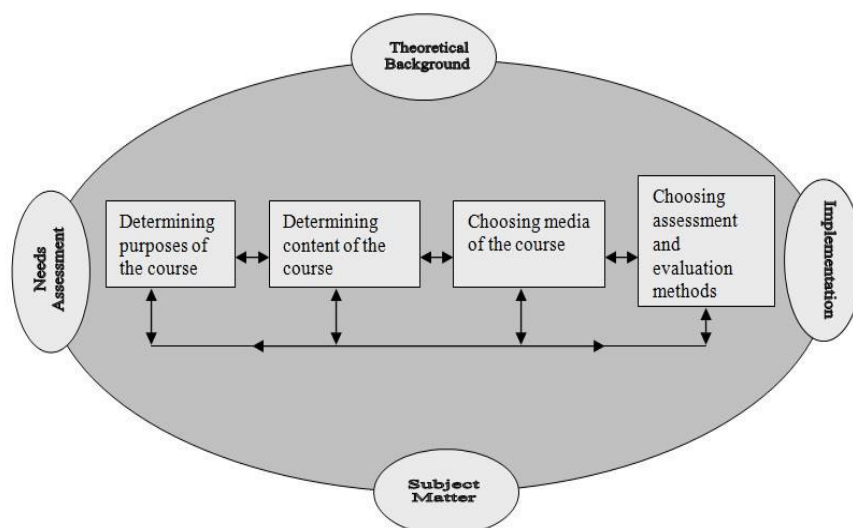 Theoretical
Background
Needs
Assessment
Determining
purposes of
the course
Determining
content of the
course
Choosing media
of the course
Choosing
assessment
and
evaluation
methods
Implementation
Subject
Matter